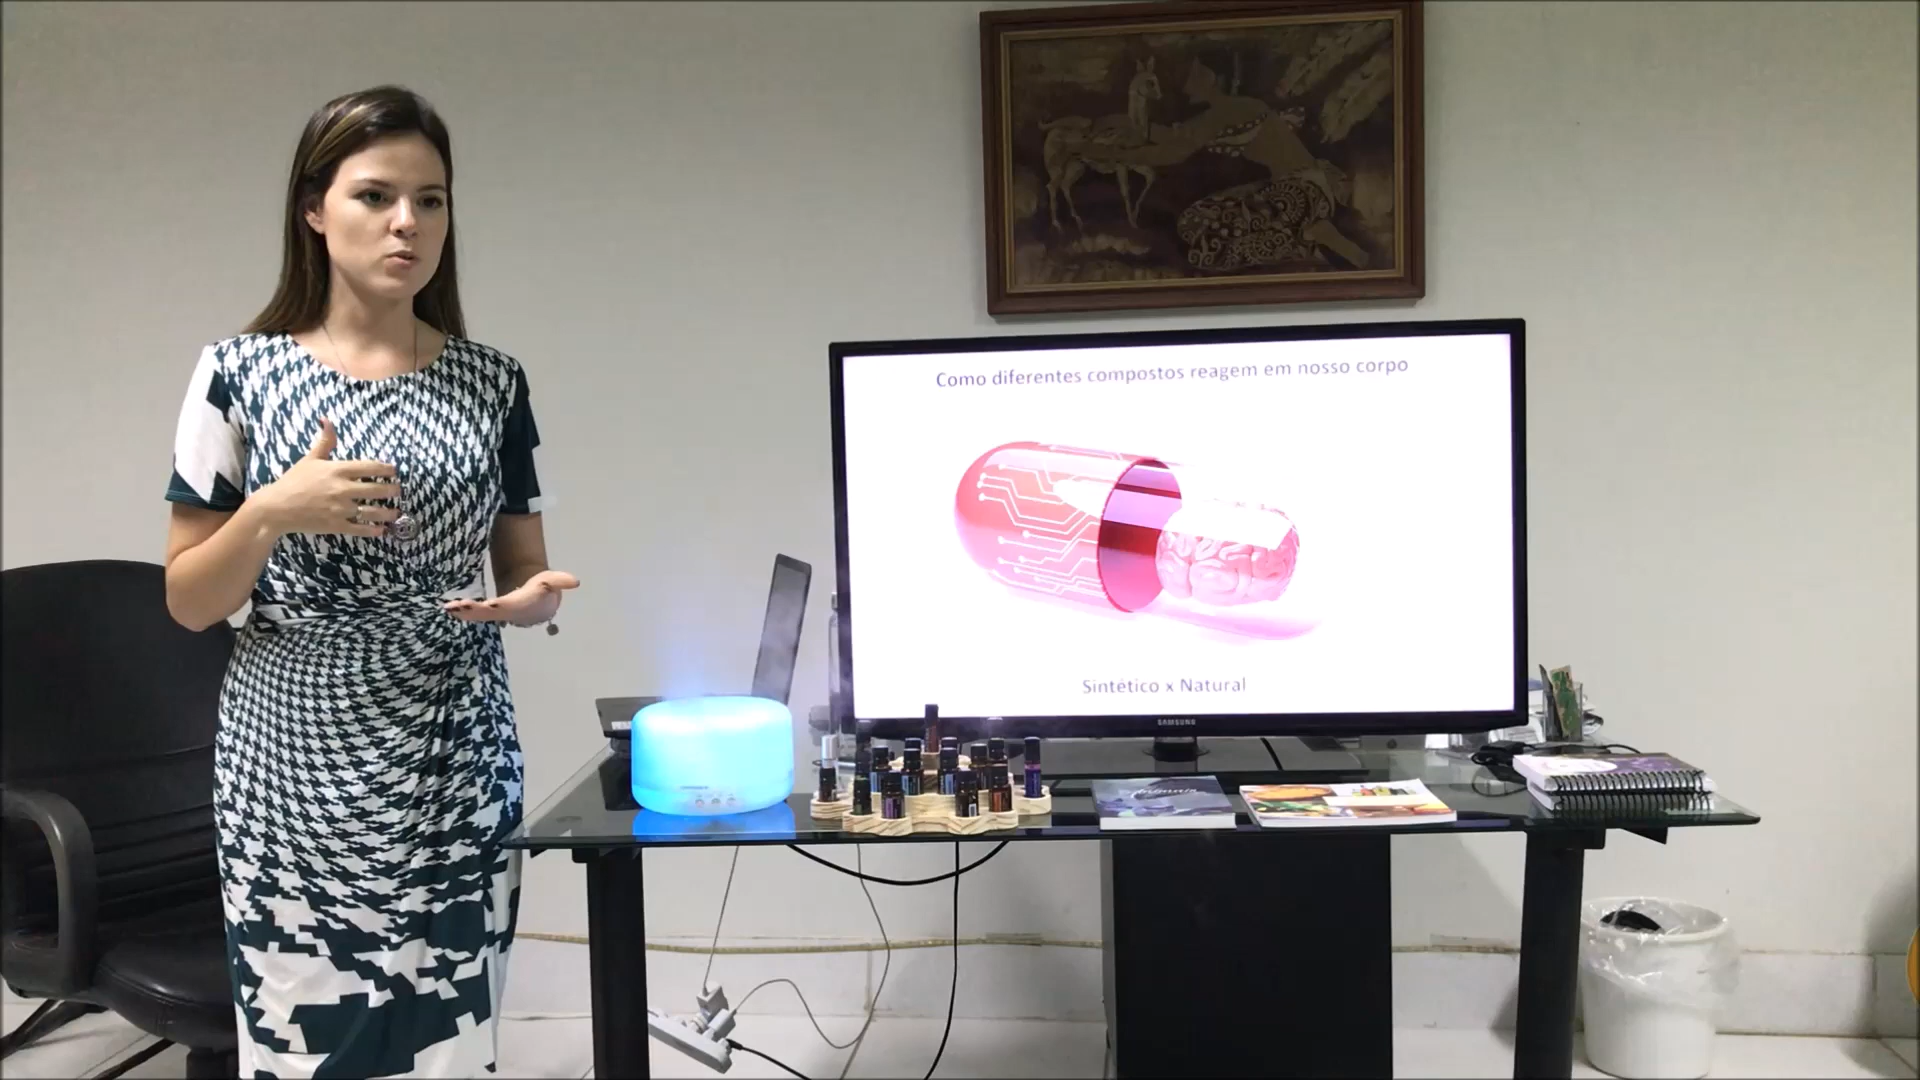 Como diferentes compostos reagem em nosso corpo
Sintético x Natural
SAMSUNG